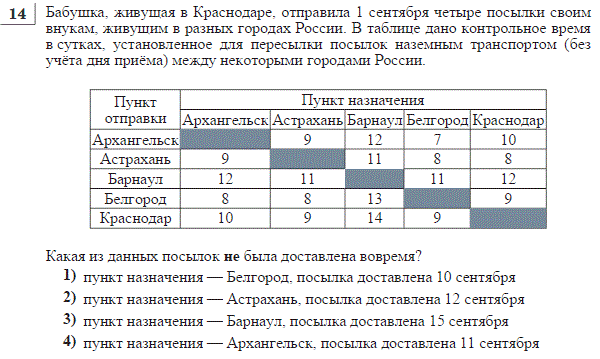 14 Бабушка, живущая в Краснодаре, отправила 1 сентября четыре посылки своим
внукам, живущим в разных городах России. В таблице дано контрольное время
в сутках, установленное для пересылки посылок наземным транспортом (без
учёта дня приёма) между некоторыми городами России.
Пункт отправки Пункт назначения
Архангельск Астрахань Барнаул Белгород Краснодар
Архангельск 9 12 7 10
Астрахань 9 11 8 8
Барнаул 12 11 11 12
Белгород 8 8 13 9
Краснодар 10 9 14 9
Какая из данных посылок не была доставлена вовремя?
1) пункт назначения — Белгород, посылка доставлена 10 сентября
2) пункт назначения — Астрахань, посылка доставлена 12 сентября
3) пункт назначения — Барнаул, посылка доставлена 15 сентября
4) пункт назначения — Архангельск, посылка доставлена 11 сентября